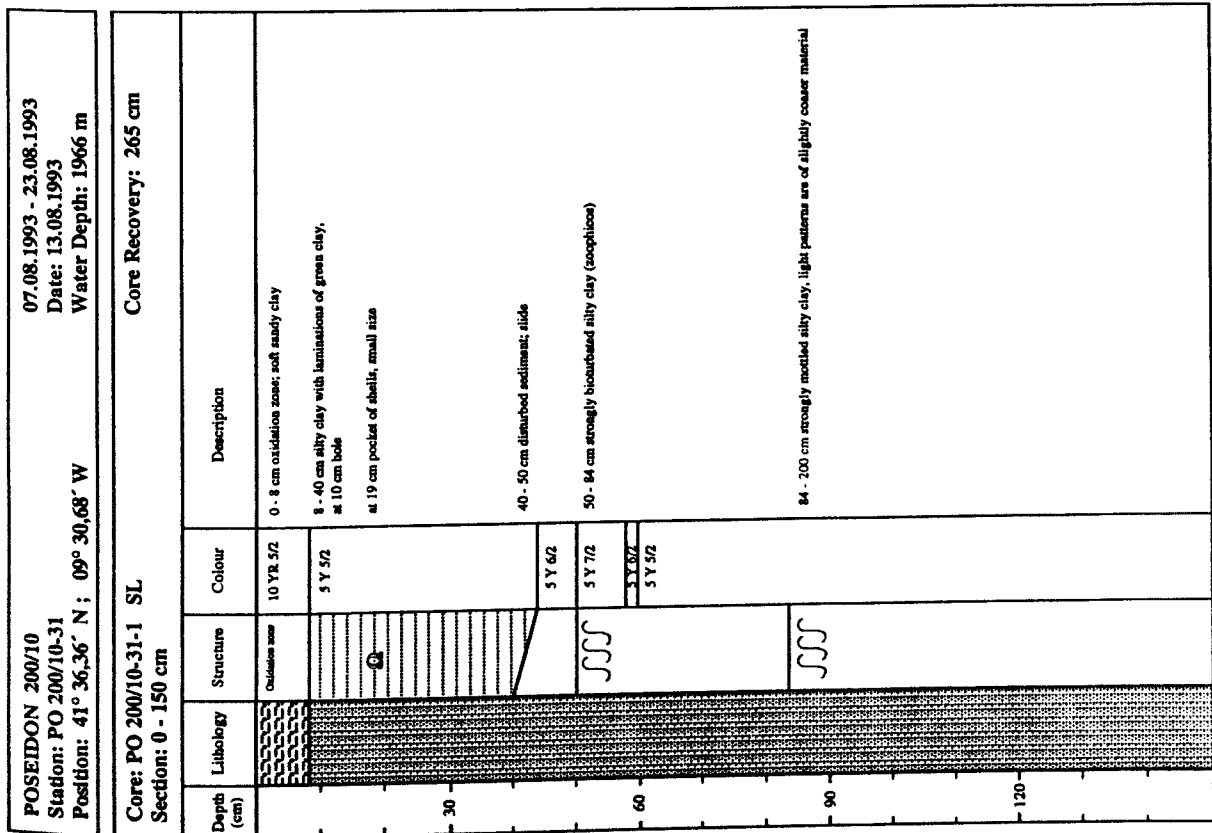 POSEIDON 200/10
07.08.1993 - 23.08.1993
Station: PO 200/10-31
Date: 13.08.1993
Position: 41° 36,36´ N ; 09° 30,68´ W
Water Depth: 1966 m
Core: PO 200/10-31-1 SL
Core Recovery: 265 cm
Section: 0 - 150 cm
Depth (cm)
Lithology
Structure
Colour
Description
Oxidation zone
10 YR 5/2
0 - 8 cm oxidation zone; soft sandy clay
5 Y 5/2
8 - 40 cm silty clay with laminations of green clay,
at 10 cm hole
at 19 cm pocket of shells, small size
30
40 - 50 cm disturbed sediment; slide
5 Y 6/2
5 Y 7/2
50 - 84 cm strongly bioturbated silty clay (zoophicos)
5 Y 6/2
60
5 Y 5/2
84 - 200 cm strongly mottled silty clay, light patterns are of slightly coaser material
90
120